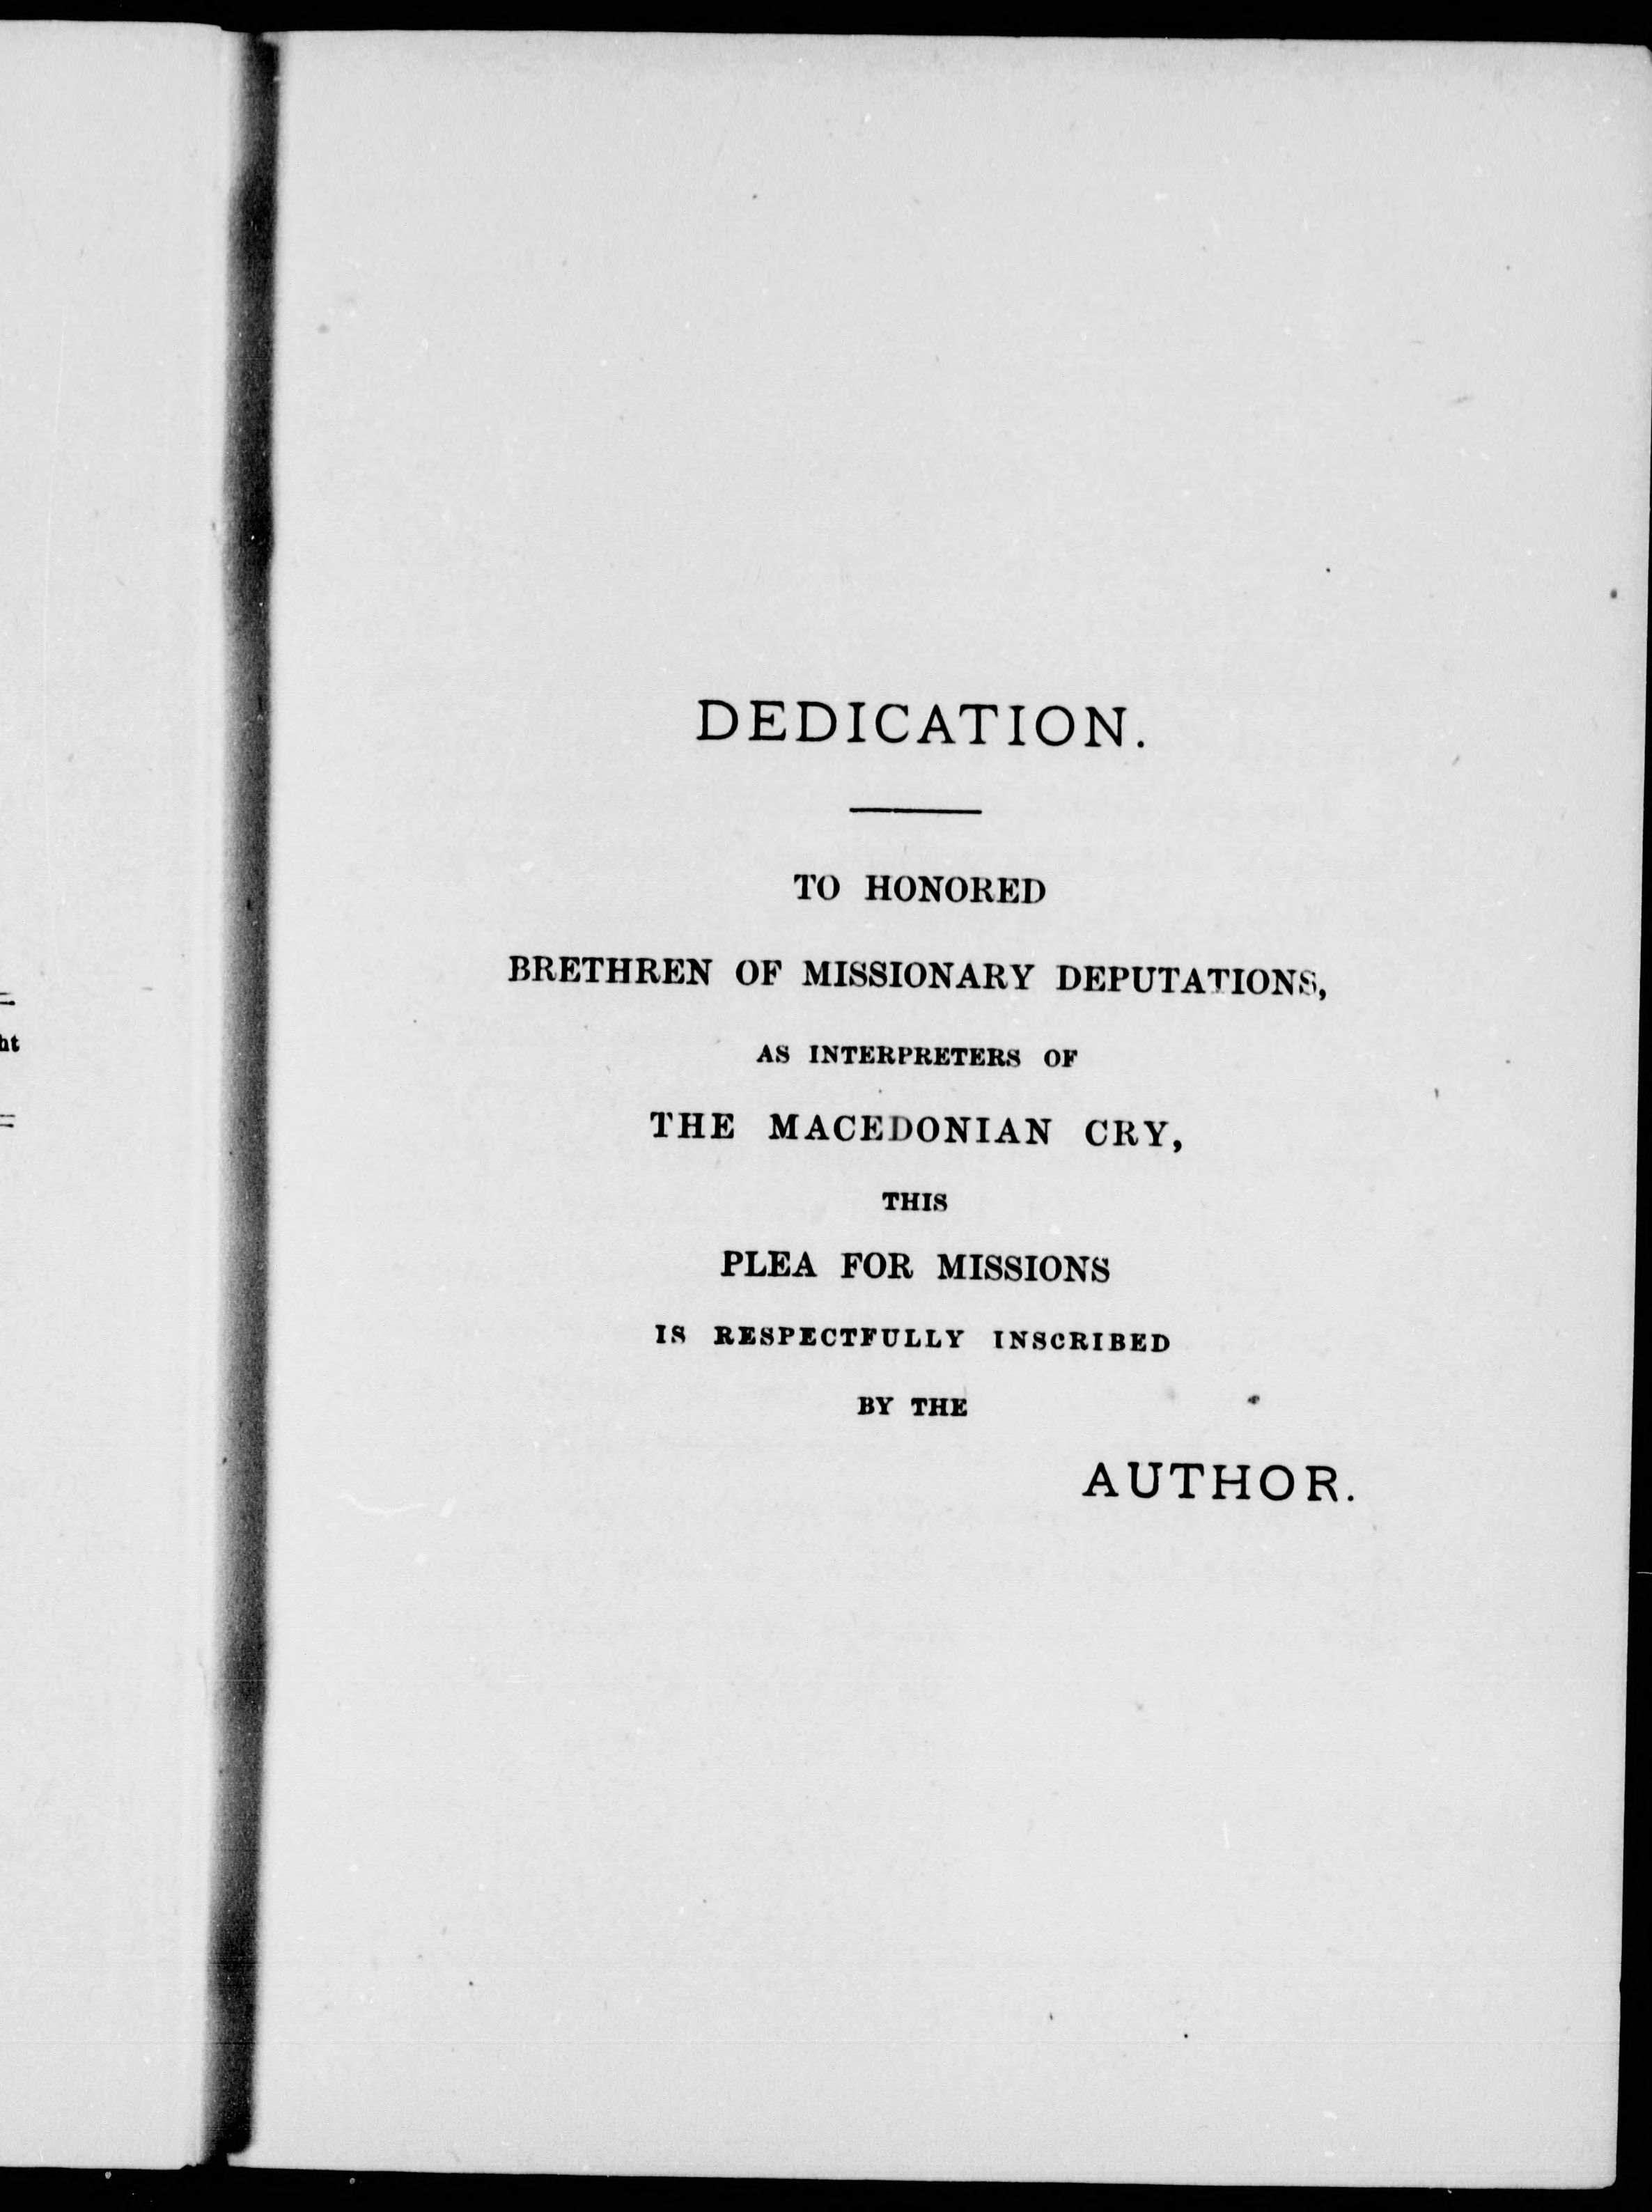 DEDICATION.
TO HONORED
BRETHREN OF MISSIONARY DEPUTATIONS,
AS INTERPRETERS OF
THE MACEDONIAN CRY,
THIS
PLEA FOR MISSIONS
IS RESPECTFULLY INSCRIBED
BY THE
AUTHOR.